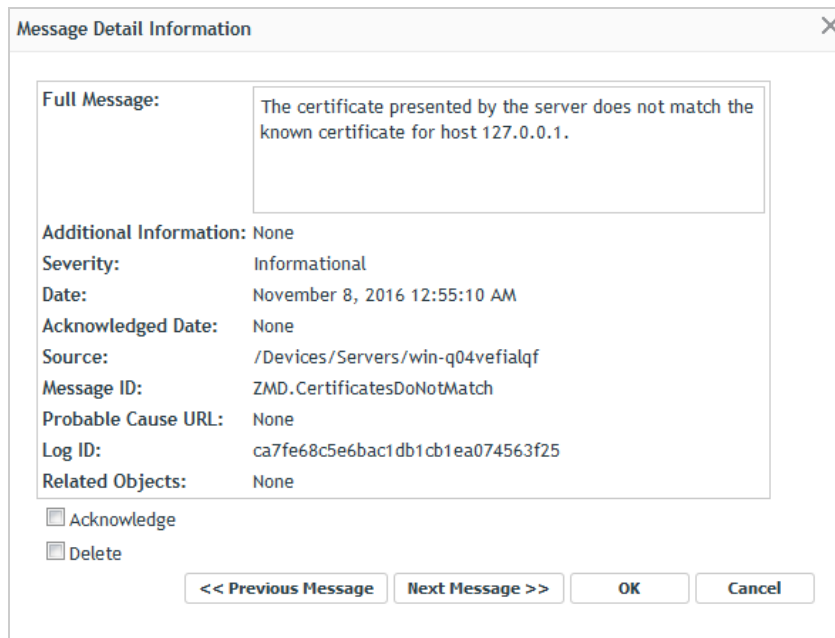 Message Detail Information
Full Message:
The certificate presented by the server does not match the
known certificate for host 127.0.0.1.
Additional Information: None
Severity: Informational
Date: November 8, 2016 12:55:10 AM
Acknowledged Date: None
Source: /Devices/Servers/win-q04vefialqf
Message ID: ZMD.CertificatesDoNotMatch
Probable Cause URL: None
Log ID: ca7fe68c5e6bac1db1cb1ea074563f25
Related Objects: None
Acknowledge
Delete
<< Previous Message Next Message >> OK Cancel